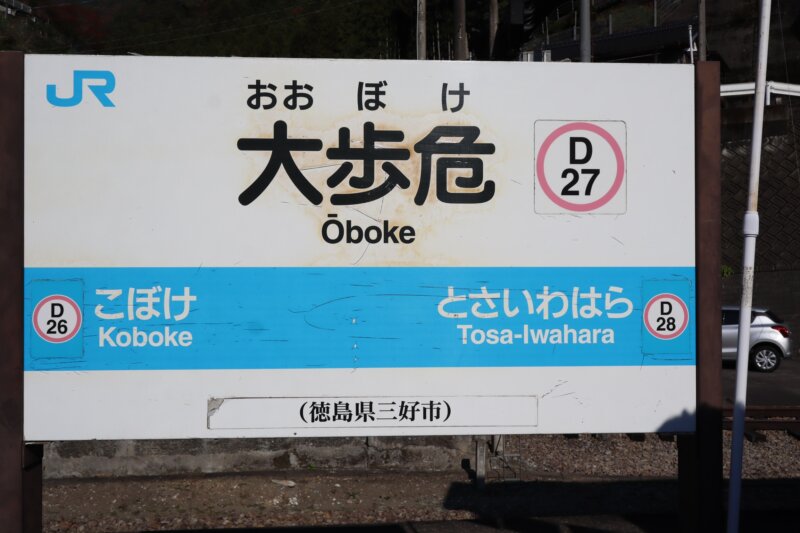 JR
おおぼけ
大歩危
Ōboke
D
27
D
26
こぼけ
Koboke
とさいわはら
Tosa-Iwahara
D
28
（徳島県三好市）